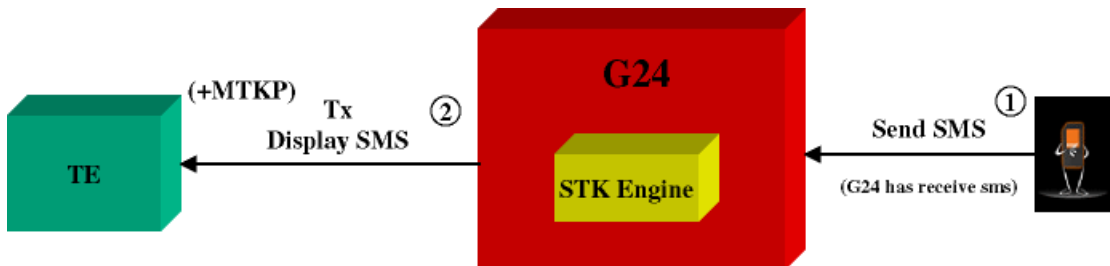 (+MTKP)
Tx
Display SMS
②
TE
G24
STK Engine
①
Send SMS
(G24 has receive sms)